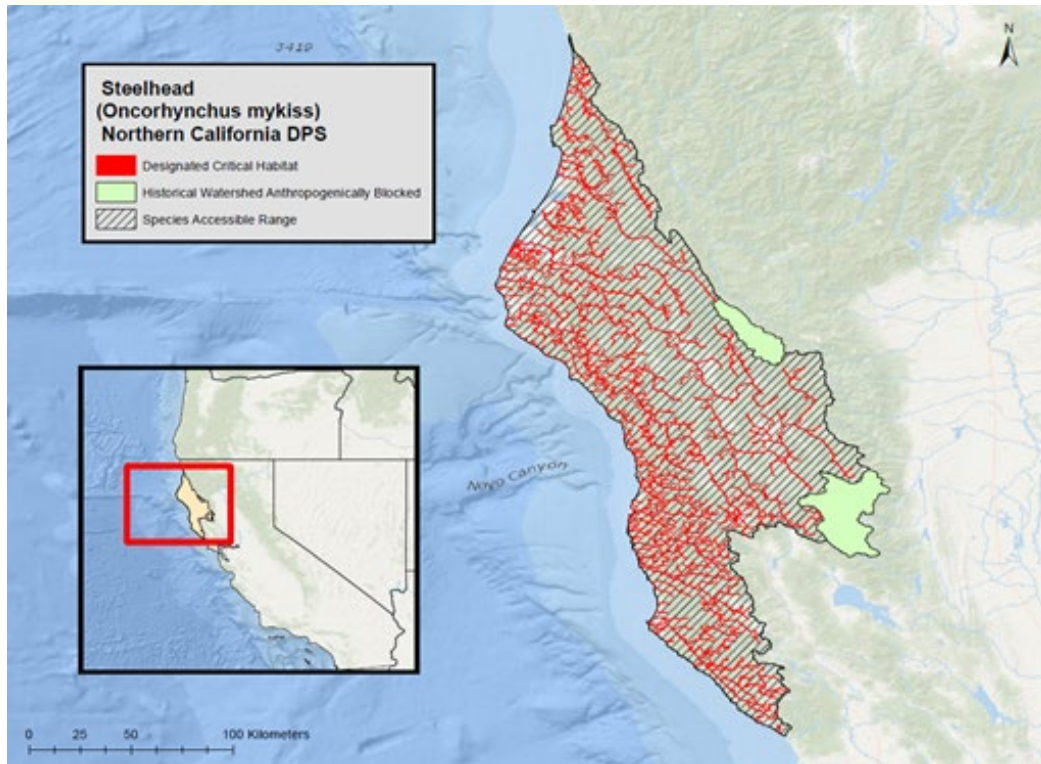 3419
N
Steelhead
(Oncorhynchus mykiss)
Northern California DPS
Designated Critical Habitat
Historical Watershed Anthropogenically Blocked
Species Accessible Range
Noyo Canyon
0 25 50 100 Kilometers